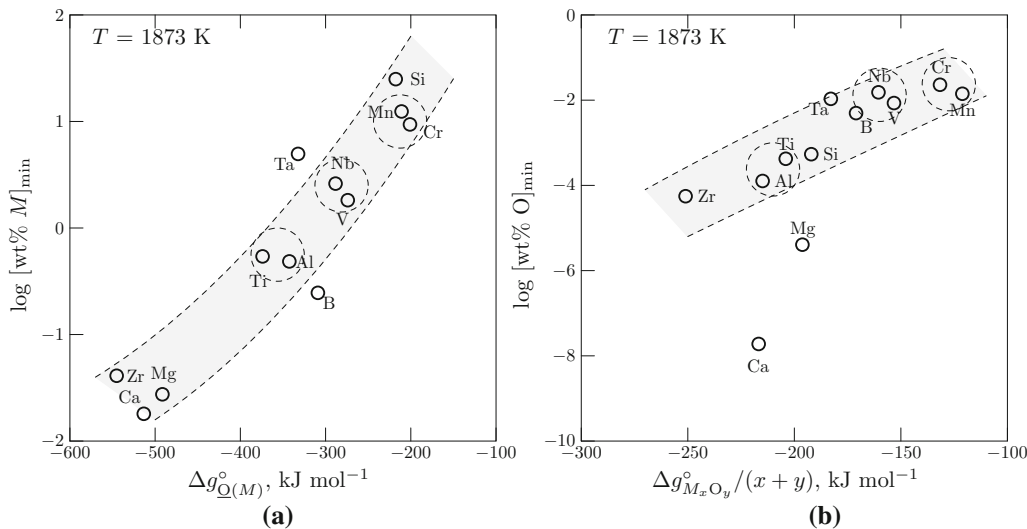 T = 1873 K
Si
Mn
Cr
Ta
Nb
V
Ti
Al
B
Zr
Mg
Ca
2
1
0
−1
−2
−600
−500
−400
−300
−200
−100
log [wt% M]min
Δg°O(M), kJ mol−1
(a)
T = 1873 K
Cr
Nb
Ta
B
V
Mn
Ti
Si
Al
Zr
Mg
Ca
0
−2
−4
−6
−8
−10
−300
−250
−200
−150
−100
log [wt% O]min
Δg°MxOy/(x + y), kJ mol−1
(b)